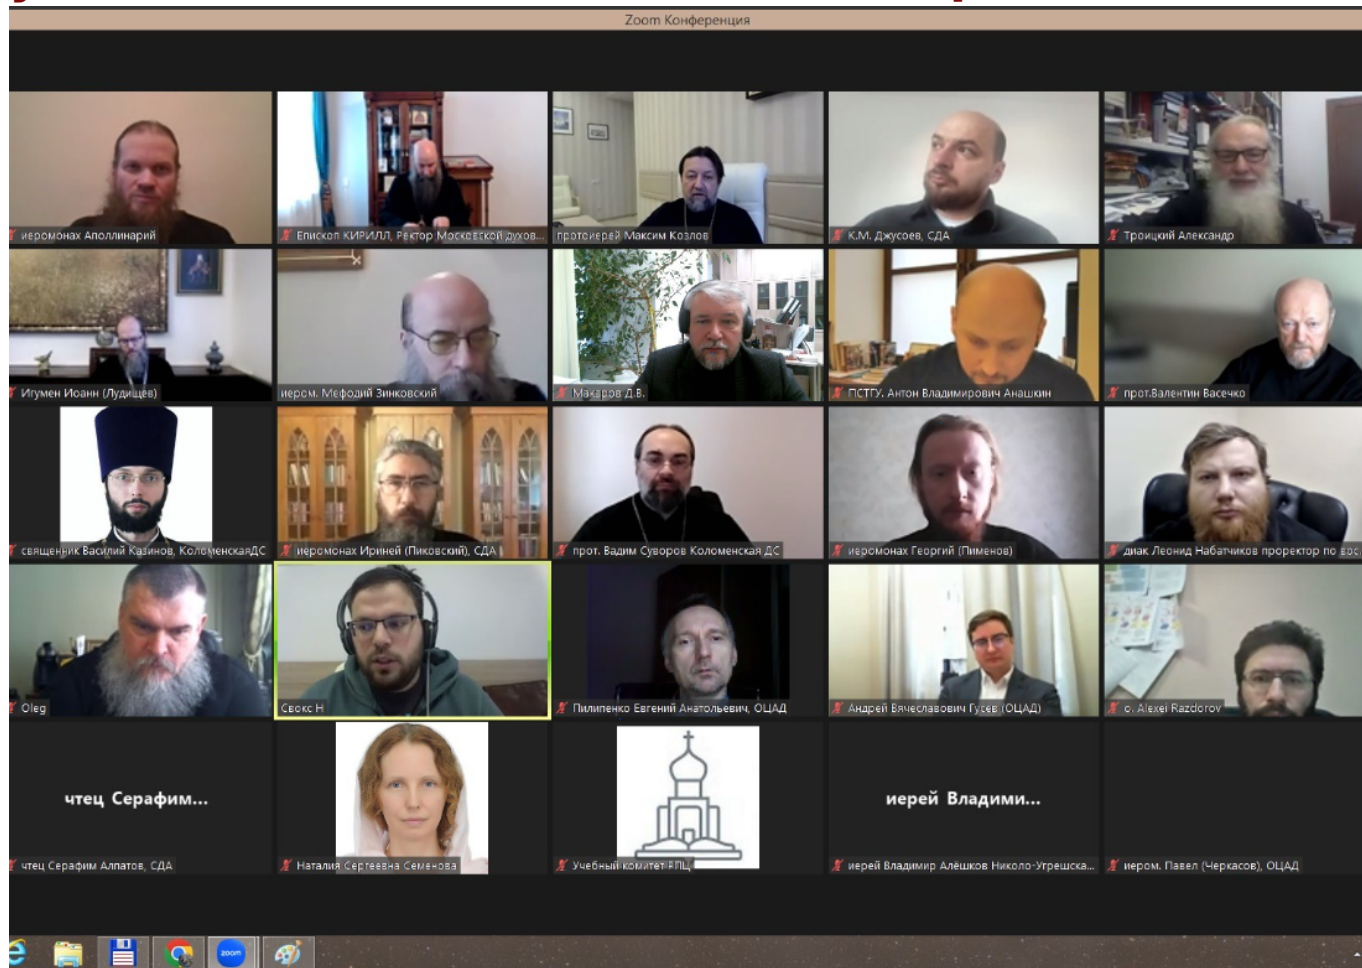 Zoom Конференция
иеромонах Аполлинарий
Епископ КИРИЛЛ, Ректор Московской духов...
протоиерей Максим Козлов
К.М. Джусоев, СДА
Троицкий Александр
Игумен Иоанн (Лудищев)
иером. Мефодий Зинковский
Макаров Д.В.
ПСТГУ. Антон Владимирович Анашкин
прот.Валентин Васечко
священник Василий Казинов, КоломенскаяДС
иеромонах Ириней (Пиковский), СДА
прот. Вадим Суворов Коломенская ДС
иеромонах Георгий (Пименов)
диак Леонид Набатчиков проректор по вос
Oleg
Свокс Н
Пилипенко Евгений Анатольевич, ОЦАД
Андрей Вячеславович Гусев (ОЦАД)
о. Alexei Razdorov
чтец Серафим...
иерей Владими...
чтец Серафим Алпатов, СДА
Наталия Сергеевна Семенова
Учебный комитет РПЦ
иерей Владимир Алёшков Николо-Угрешска...
иером. Павел (Черкасов), ОЦАД
zoom